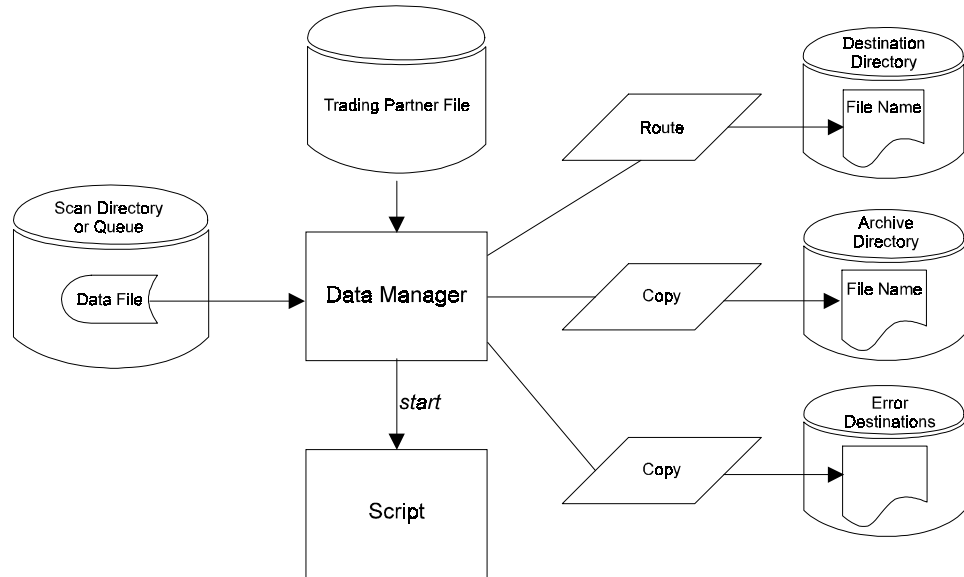 Trading Partner File
Destination
Directory
File Name
Route
Scan Directory
or Queue
Data File
Data Manager
Archive
Directory
File Name
Copy
start
Error
Destinations
Copy
Script